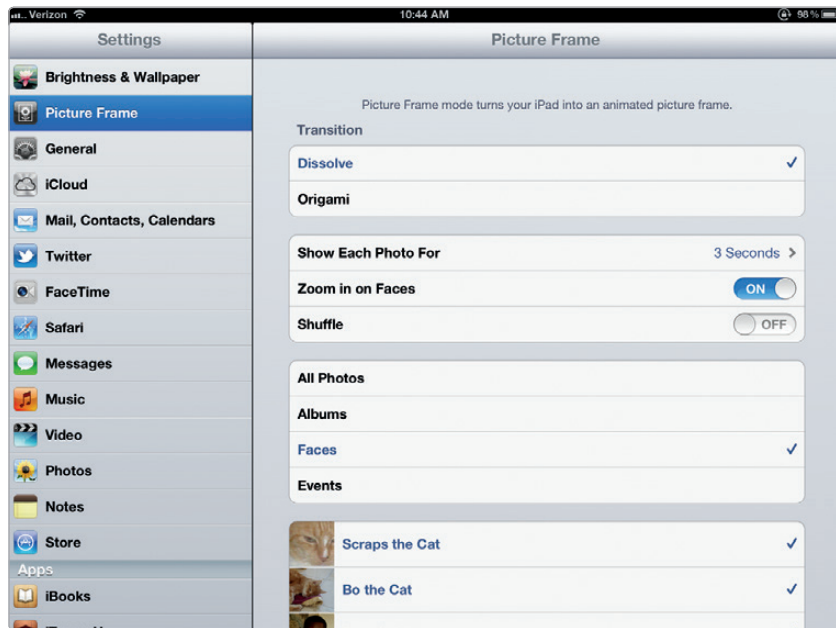 Verizon 10:44 AM 98%
Settings
Picture Frame
Brightness & Wallpaper
Picture Frame
General
iCloud
Mail, Contacts, Calendars
Twitter
FaceTime
Safari
Messages
Music
Video
Photos
Notes
Store
Apps
iBooks
Picture Frame mode turns your iPad into an animated picture frame.
Transition
Dissolve
Origami
Show Each Photo For 3 Seconds
Zoom in on Faces ON
Shuffle OFF
All Photos
Albums
Faces
Events
Scraps the Cat
Bo the Cat